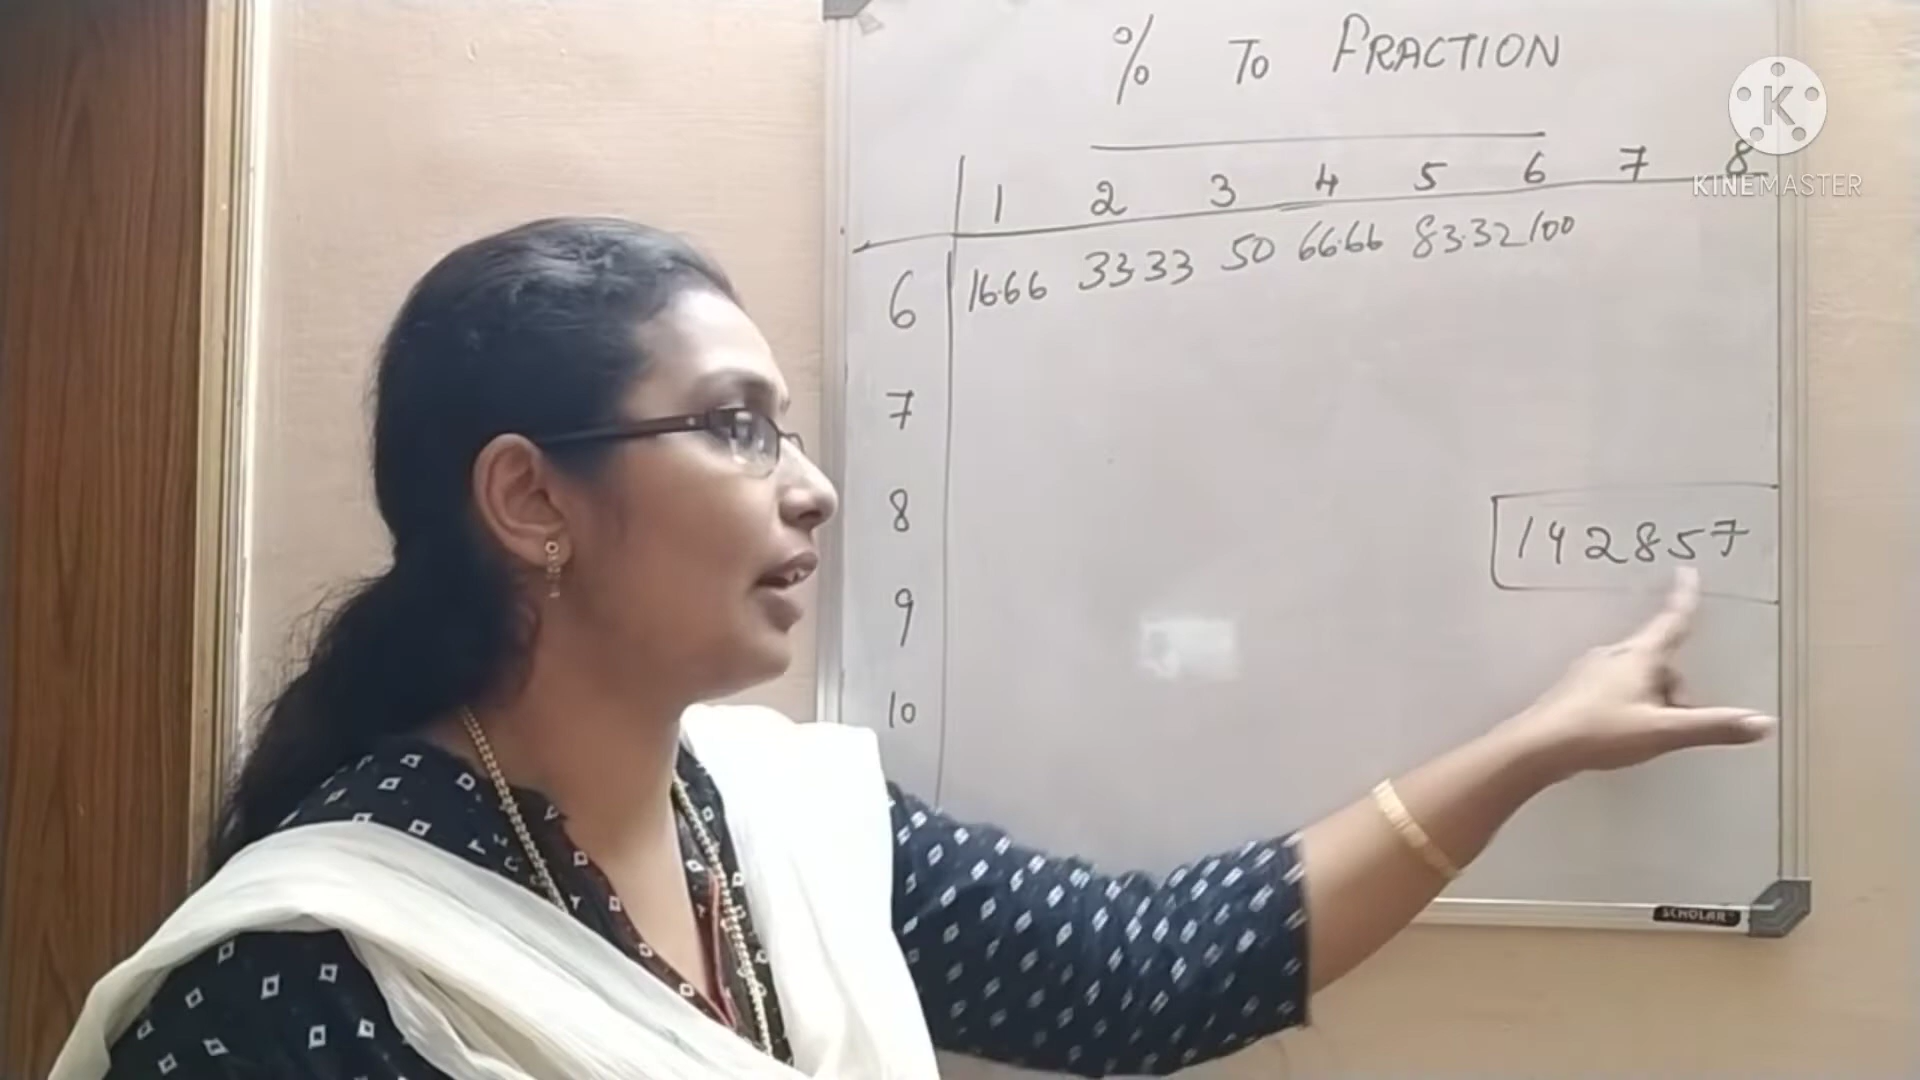 % TO FRACTION
K
KINEMASTER
1 2 3 4 5 6 7 8
6 16.66 33.33 50 66.66 83.32 100
7
8
142857
9
10
SCHOLAR